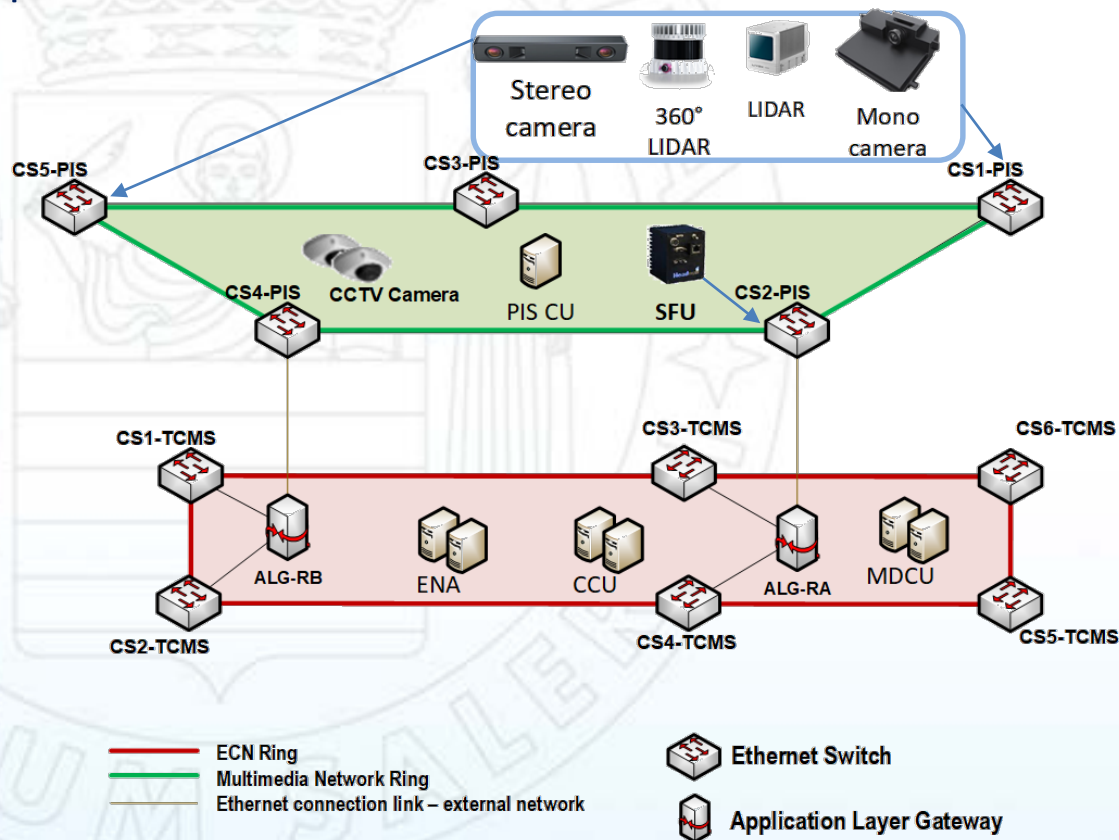 Stereo
camera
360°
LIDAR
LIDAR
Mono
camera
CS5-PIS
CS3-PIS
CS1-PIS
CS4-PIS
CCTV Camera
PIS CU
SFU
CS2-PIS
CS1-TCMS
CS3-TCMS
CS6-TCMS
ALG-RB
ENA
CCU
ALG-RA
MDCU
CS2-TCMS
CS4-TCMS
CS5-TCMS
ECN Ring
Multimedia Network Ring
Ethernet connection link – external network
Ethernet Switch
Application Layer Gateway
UM SALER